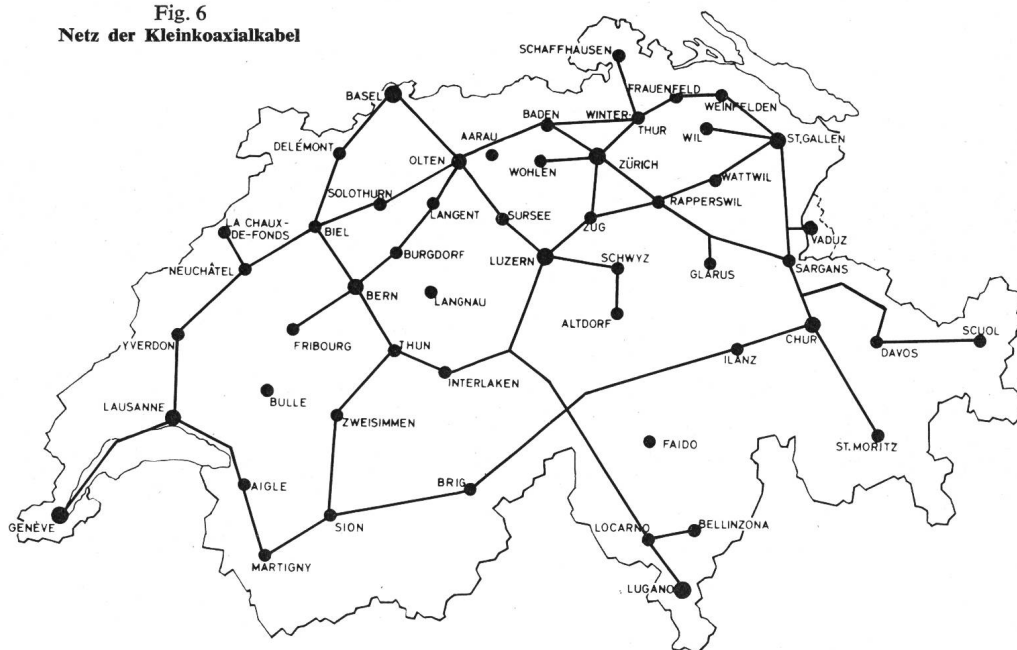 Fig. 6
Netz der Kleinkoaxialkabel
SCHAFFHAUSEN
BASEL
FRAUENFELD
WEINFELDEN
BADEN
WINTER-
THUR
WIL
ST.GALLEN
DELÉMONT
AARAU
OLTEN
WOHLEN
ZÜRICH
WATTWIL
SOLOTHURN
LANGENT
SURSEE
ZUG
RAPPERSWIL
LA CHAUX-
DE-FONDS
BIEL
VADUZ
BURGDORF
LUZERN
SCHWYZ
GLARUS
SARGANS
NEUCHÂTEL
BERN
LANGNAU
ALTDORF
YVERDON
FRIBOURG
THUN
ILANZ
CHUR
DAVOS
SCUOL
INTERLAKEN
BULLE
LAUSANNE
ZWEISIMMEN
FAIDO
ST.MORITZ
AIGLE
BRIG
GENÈVE
SION
LOCARNO
BELLINZONA
MARTIGNY
LUGANO